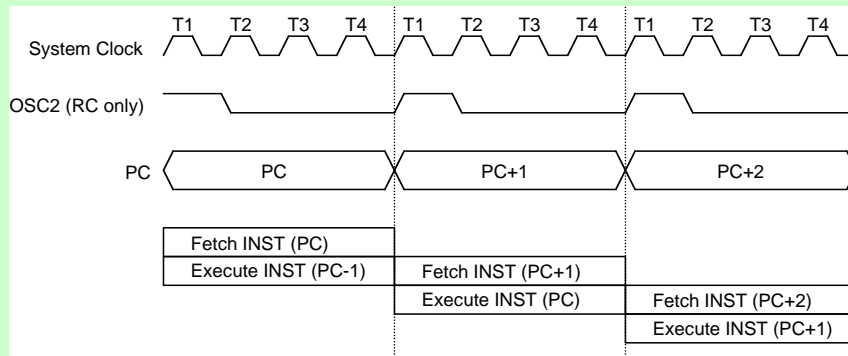 T1 T2 T3 T4 T1 T2 T3 T4 T1 T2 T3 T4
System Clock
OSC2 (RC only)
PC PC PC+1 PC+2
Fetch INST (PC)
Execute INST (PC-1) Fetch INST (PC+1)
Execute INST (PC) Fetch INST (PC+2)
Execute INST (PC+1)